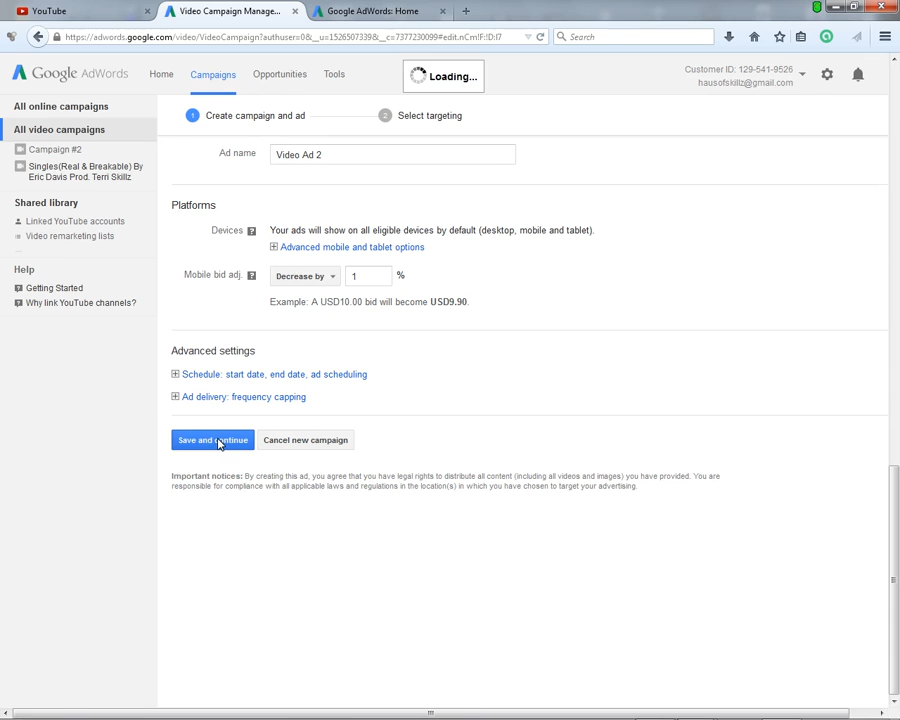 YouTube
Video Campaign Manage...
Google AdWords: Home
https://adwords.google.com/video/VideoCampaign?authuser=0&__u=1526507339&__c=7377230099#edit.nCm!F:!D:!7
Search
Google AdWords
Home
Campaigns
Opportunities
Tools
Loading...
Customer ID: 129-541-9526
hausofskillz@gmail.com
All online campaigns
All video campaigns
Campaign #2
Singles(Real & Breakable) By
Eric Davis Prod. Terri Skillz
Shared library
Linked YouTube accounts
Video remarketing lists
...
Help
Getting Started
Why link YouTube channels?
1 Create campaign and ad
2 Select targeting
Ad name
Video Ad 2
Platforms
Devices ? Your ads will show on all eligible devices by default (desktop, mobile and tablet).
Advanced mobile and tablet options
Mobile bid adj. ? Decrease by 1 %
Example: A USD10.00 bid will become USD9.90.
Advanced settings
Schedule: start date, end date, ad scheduling
Ad delivery: frequency capping
Save and continue
Cancel new campaign
Important notices: By creating this ad, you agree that you have legal rights to distribute all content (including all videos and images) you have provided. You are
responsible for compliance with all applicable laws and regulations in the location(s) in which you have chosen to target your advertising.